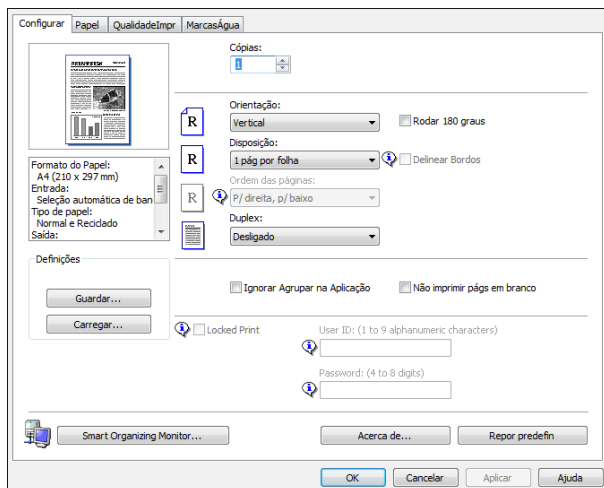 Configurar Papel QualidadeImpr MarcasÁgua
Cópias:
1
Orientação:
R Vertical Rodar 180 graus
Disposição:
R 1 pág por folha Delinear Bordos
Formato do Papel:
A4 (210 x 297 mm)
Entrada:
Seleção automática de ban
Tipo de papel:
Normal e Reciclado
Saída:
Ordem das páginas:
R P/ direita, p/ baixo
Duplex:
Desligado
Definições
Guardar...
Carregar...
Ignorar Agrupar na Aplicação Não imprimir págs em branco
Locked Print User ID: (1 to 9 alphanumeric characters)
Password: (4 to 8 digits)
Smart Organizing Monitor... Acerca de... Repor predefin
OK Cancelar Aplicar Ajuda